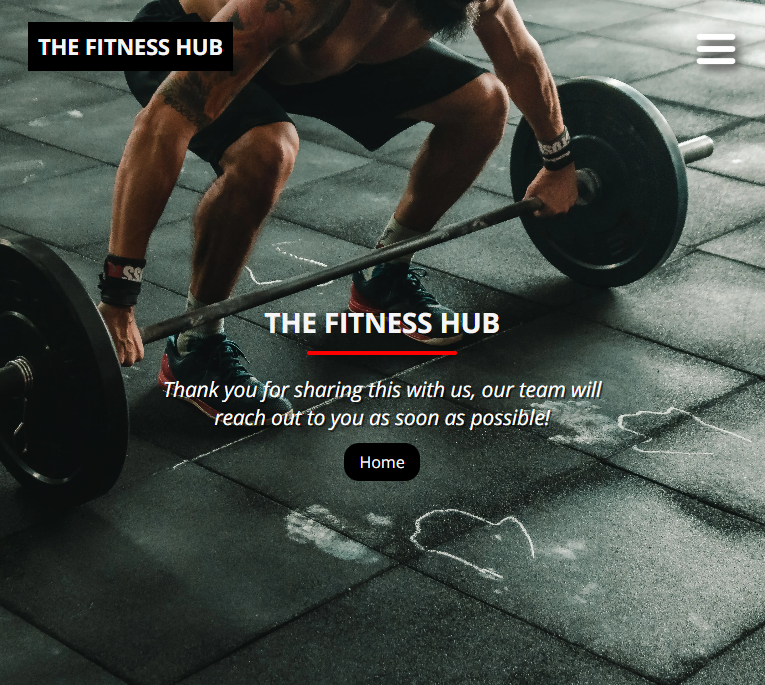 THE FITNESS HUB
THE FITNESS HUB
Thank you for sharing this with us, our team will
reach out to you as soon as possible!
Home